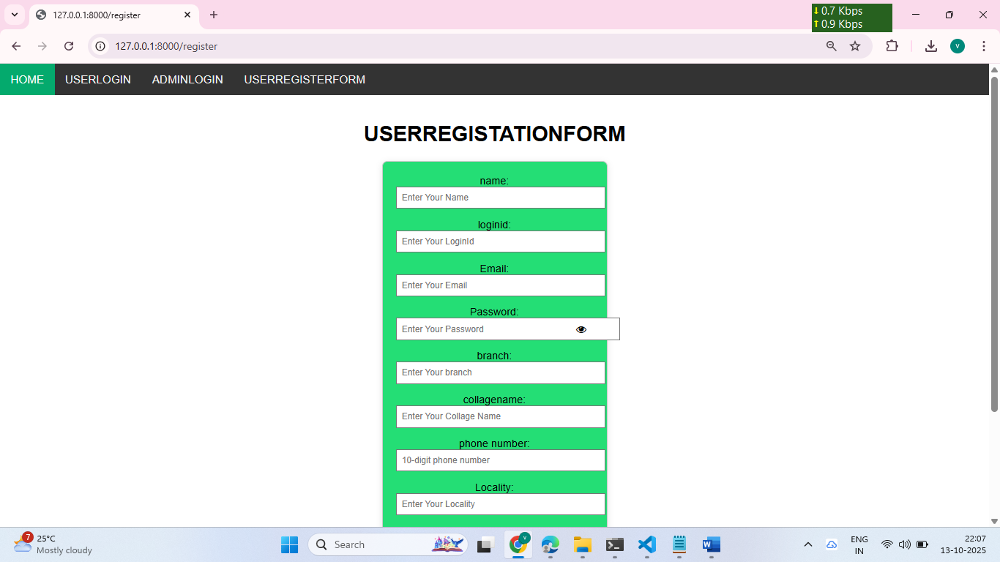 127.0.0.1:8000/register
0.7 Kbps
0.9 Kbps
127.0.0.1:8000/register
V
HOME USERLOGIN ADMINLOGIN USERREGISTERFORM
USERREGISTATIONFORM
name:
Enter Your Name
loginid:
Enter Your LoginId
Email:
Enter Your Email
Password:
Enter Your Password
branch:
Enter Your branch
collagename:
Enter Your Collage Name
phone number:
10-digit phone number
Locality:
Enter Your Locality
7
25°C
Mostly cloudy
Search
V
W
ENG
IN
22:07
13-10-2025